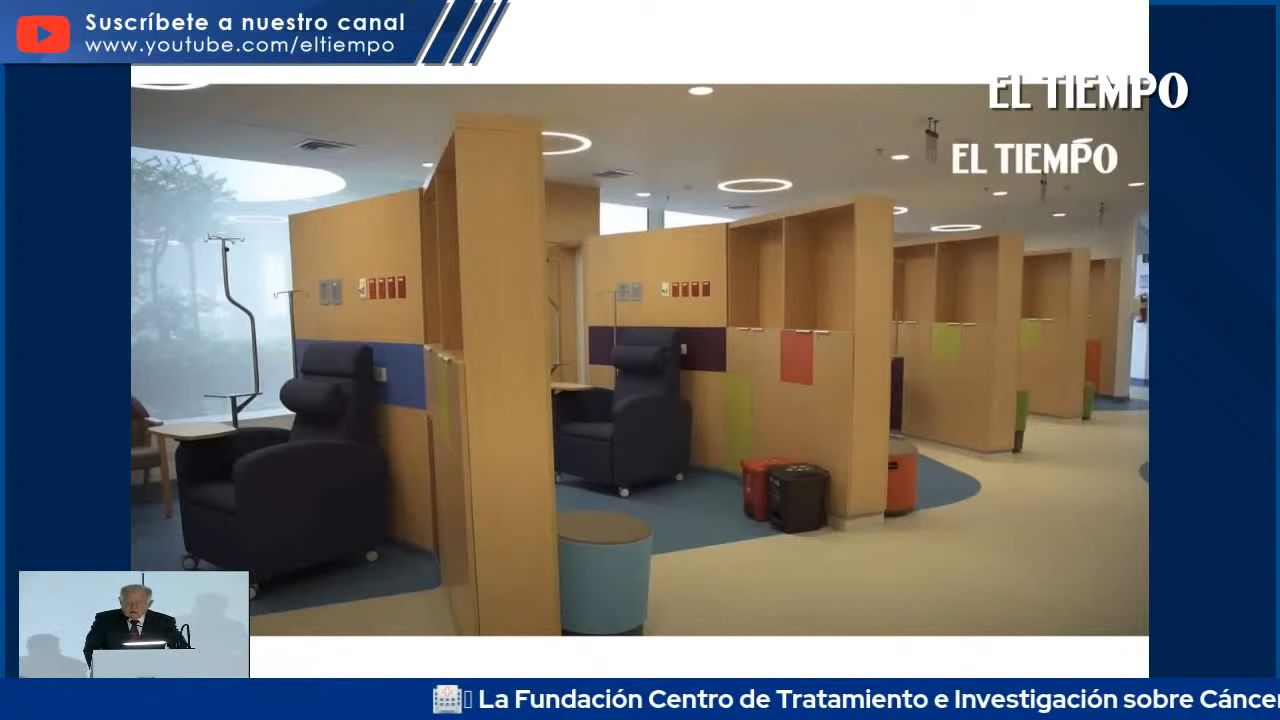 Suscríbete a nuestro canal
www.youtube.com/eltiempo
EL TIEMPO
EL TIEMPO
La Fundación Centro de Tratamiento e Investigación sobre Cáncer